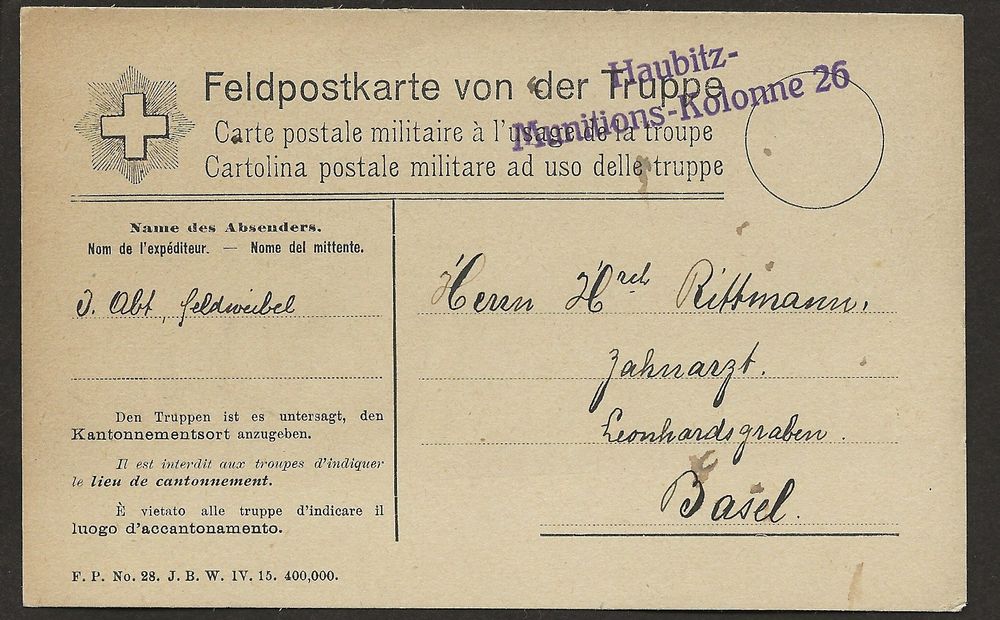 Feldpostkarte von der Truppe
Carte postale militaire à l'usage de la troupe
Cartolina postale militare ad uso delle truppe
Haubitz-
Munitions-Kolonne 26
Name des Absenders.
Nom de l'expéditeur. — Nome del mittente.
J. Abt, Feldweibel
Den Truppen ist es untersagt, den
Kantonnementsort anzugeben.
Il est interdit aux troupes d'indiquer
le lieu de cantonnement.
È vietato alle truppe d'indicare il
luogo d'accantonamento.
F. P. No. 28. J. B. W. IV. 15. 400,000.
Herrn Hrch Rittmann,
Zahnarzt.
Leonhardsgraben.
Basel.